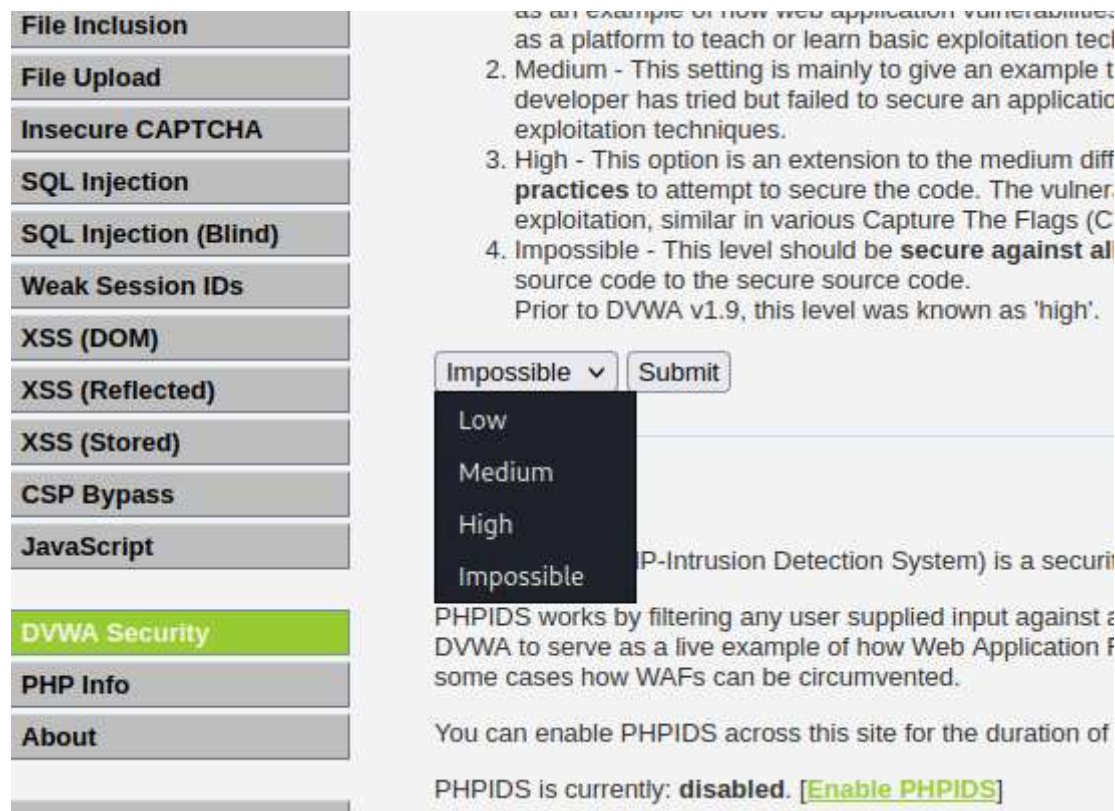 File Inclusion
File Upload
Insecure CAPTCHA
SQL Injection
SQL Injection (Blind)
Weak Session IDs
XSS (DOM)
XSS (Reflected)
XSS (Stored)
CSP Bypass
JavaScript
DVWA Security
PHP Info
About
as an example of how web application vulnerabilities
as a platform to teach or learn basic exploitation
2. Medium - This setting is mainly to give an example
developer has tried but failed to secure an
exploitation techniques.
3. High - This option is an extension to the medium
practices to attempt to secure the code. The
exploitation, similar in various Capture The Flags
4. Impossible - This level should be secure against
source code to the secure source code.
Prior to DVWA v1.9, this level was known as 'high'.
Impossible Submit
Low
Medium
High
Impossible
P-Intrusion Detection System) is a
PHPIDS works by filtering any user supplied input against
DVWA to serve as a live example of how Web Application
some cases how WAFs can be circumvented.
You can enable PHPIDS across this site for the duration of
PHPIDS is currently: disabled. [Enable PHPIDS]